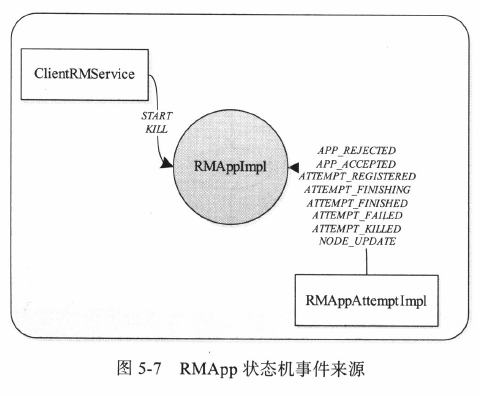 ClientRMService
START
KILL
RMAppImpl
APP_REJECTED
APP_ACCEPTED
ATTEMPT_REGISTERED
ATTEMPT_FINISHING
ATTEMPT_FINISHED
ATTEMPT_FAILED
ATTEMPT_KILLED
NODE_UPDATE
RMAppAttemptImpl
图 5-7 RMApp 状态机事件来源